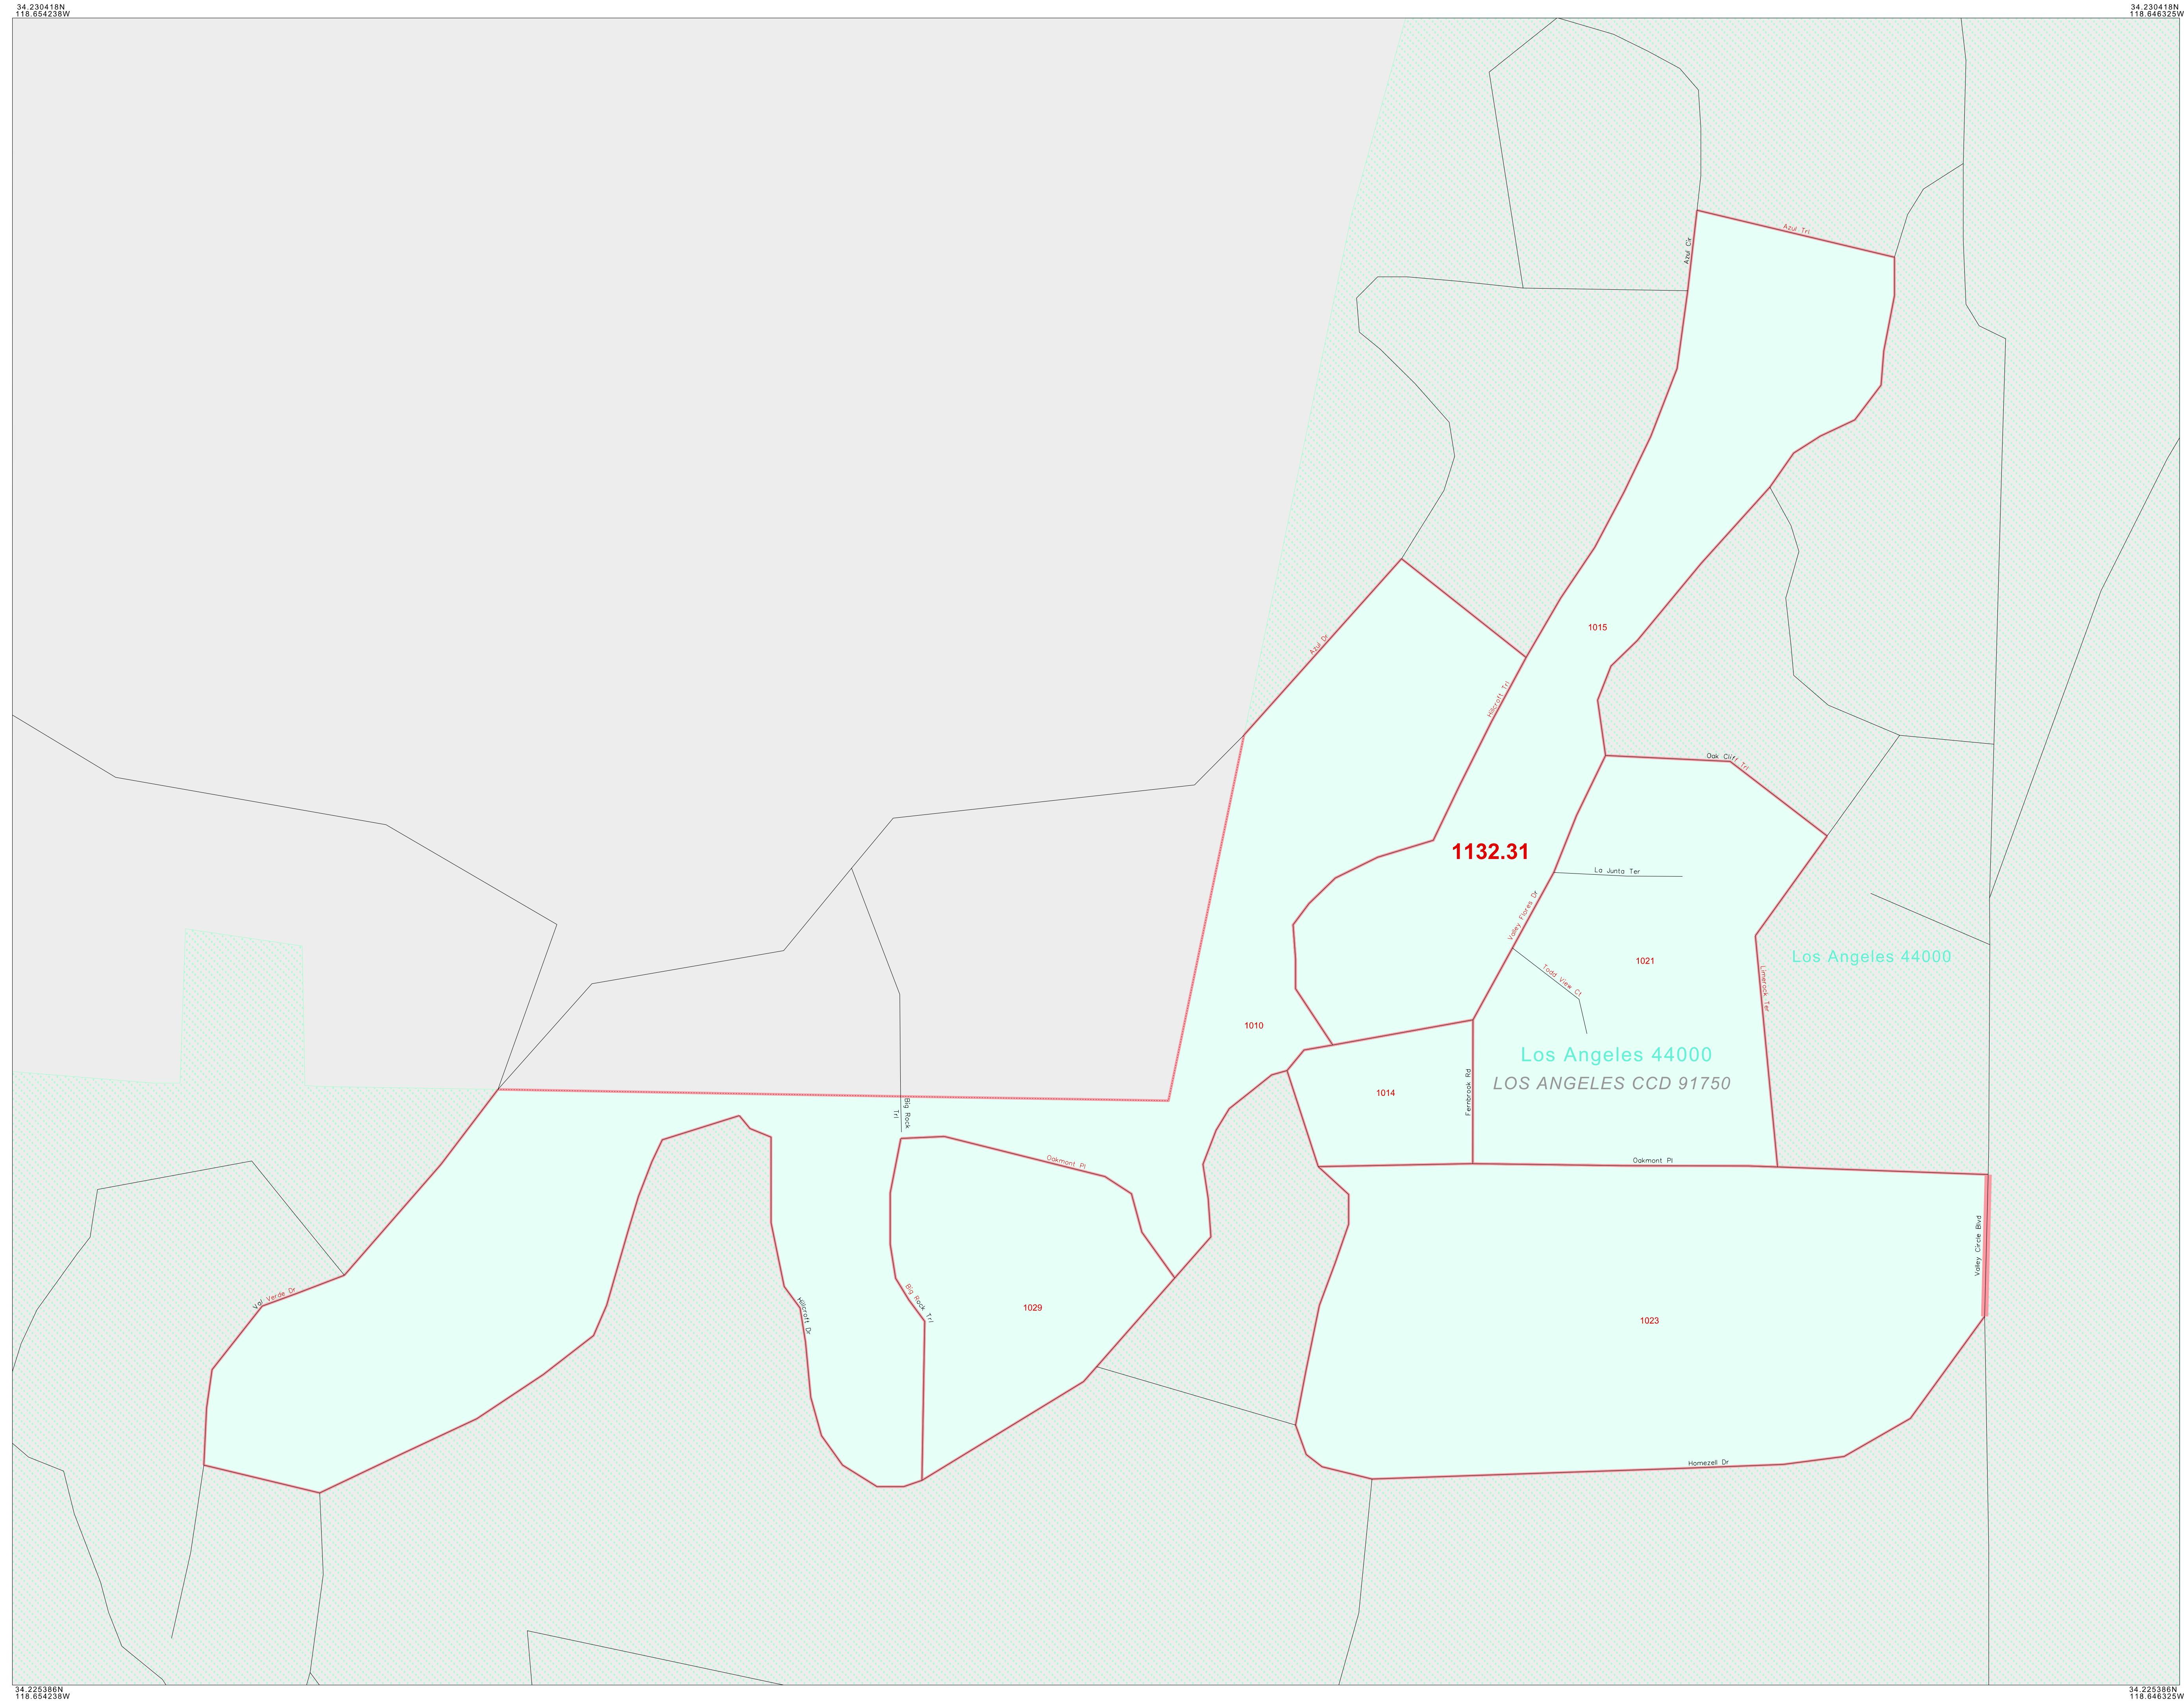 34.230418N
118.654238W
34.230418N
118.646325W
Azul Trl
Azul Cir
1015
Azul Dr
Hillcroft Trl
Oak Cliff Trl
1132.31
La Junta Ter
Valley Flores Dr
Todd View Ct
1021
Los Angeles 44000
Limerock Ter
1010
Los Angeles 44000
LOS ANGELES CCD 91750
1014
Fernbrook Rd
Big Rock
Trl
Oakmont Pl
Oakmont Pl
Valley Circle Blvd
Val Verde Dr
Hillcroft Dr
Big Rock Trl
1029
1023
Homezell Dr
34.225386N
118.654238W
34.225386N
118.646325W